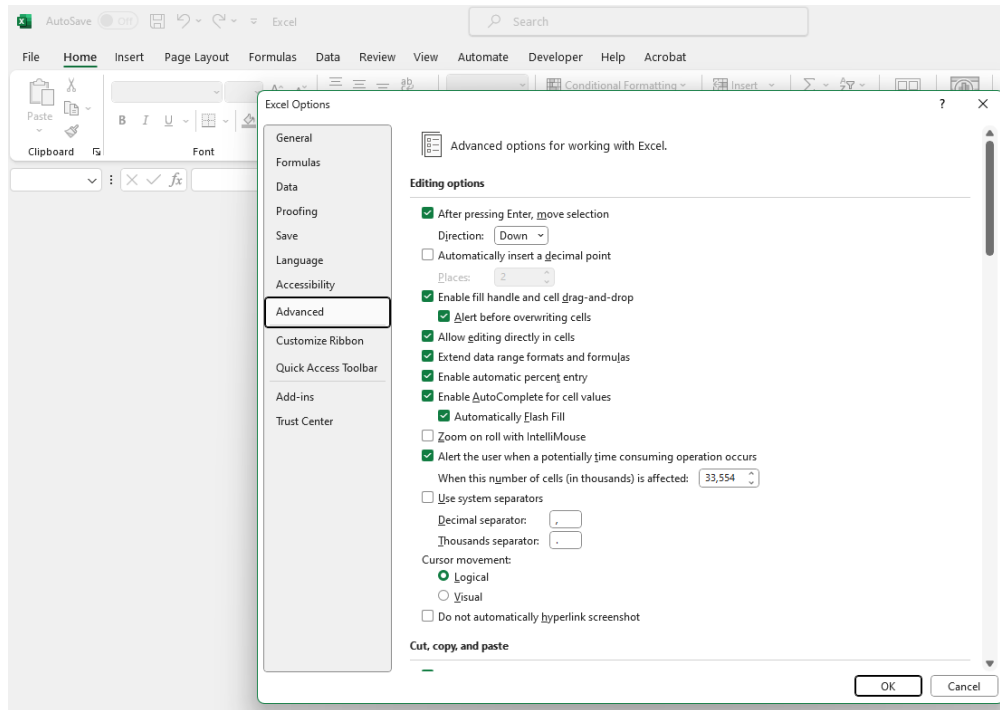 AutoSave Off Excel Search
File Home Insert Page Layout Formulas Data Review View Automate Developer Help Acrobat
Conditional Formatting Insert
Paste
B I U
Clipboard Font
fx
Excel Options ? ×
General
Formulas
Data
Proofing
Save
Language
Accessibility
Advanced
Customize Ribbon
Quick Access Toolbar
Add-ins
Trust Center
Advanced options for working with Excel.
Editing options
After pressing Enter, move selection
Direction: Down
Automatically insert a decimal point
Places: 2
Enable fill handle and cell drag-and-drop
Alert before overwriting cells
Allow editing directly in cells
Extend data range formats and formulas
Enable automatic percent entry
Enable AutoComplete for cell values
Automatically Flash Fill
Zoom on roll with IntelliMouse
Alert the user when a potentially time consuming operation occurs
When this number of cells (in thousands) is affected: 33,554
Use system separators
Decimal separator: ,
Thousands separator: .
Cursor movement:
Logical
Visual
Do not automatically hyperlink screenshot
Cut, copy, and paste
OK Cancel